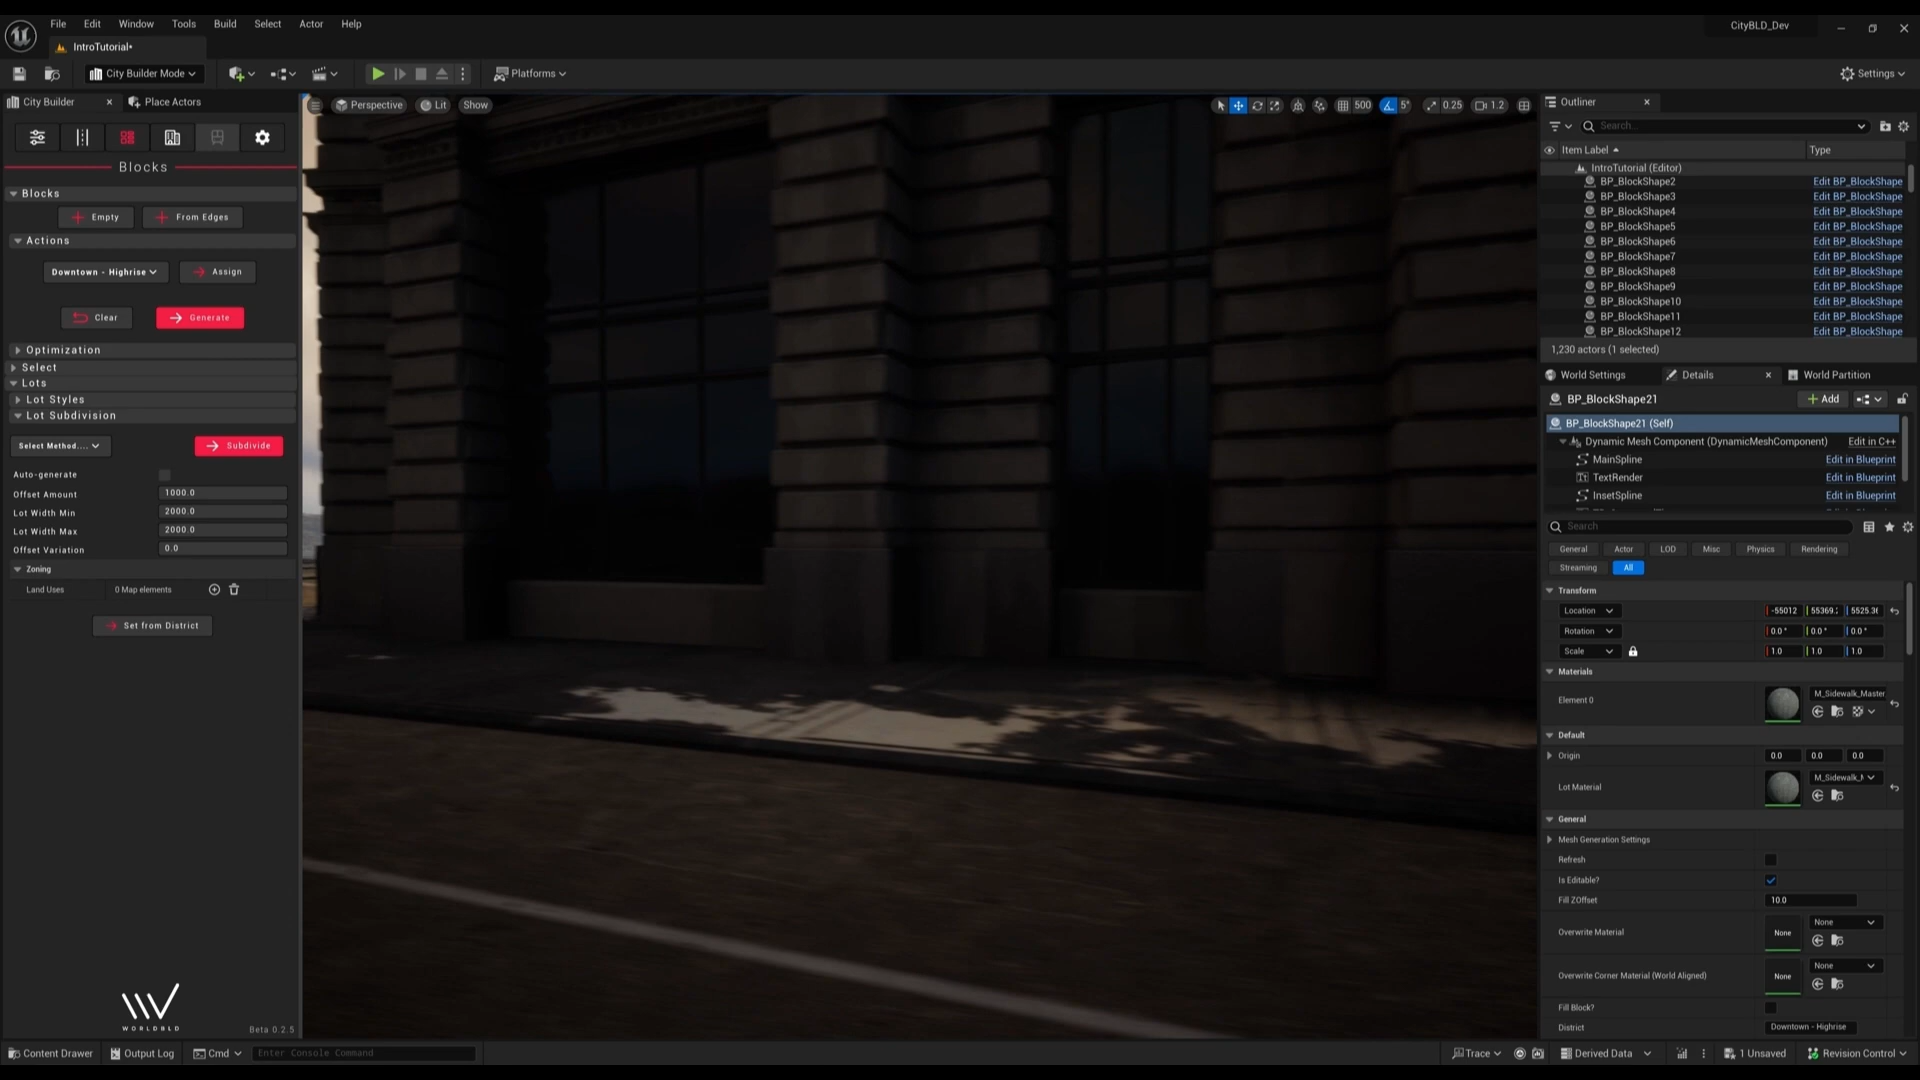 File Edit Window Tools Build Select Actor Help
CityBLD_Dev
IntroTutorial*
City Builder Mode
Platforms
Settings
City Builder
Place Actors
Blocks
Blocks
Empty
From Edges
Actions
Downtown - Highrise
Assign
Clear
Generate
Optimization
Select
Lots
Lot Styles
Lot Subdivision
Select Method....
Subdivide
Auto-generate
Offset Amount 1000.0
Lot Width Min 2000.0
Lot Width Max 2000.0
Offset Variation 0.0
Zoning
Land Uses 0 Map elements
Set from District
WORLDBLD
Beta 0.2.5
Perspective Lit Show
500 5° 0.25 1.2
Outliner
Search...
Item Label Type
IntroTutorial (Editor)
BP_BlockShape2 Edit BP_BlockShape
BP_BlockShape3 Edit BP_BlockShape
BP_BlockShape4 Edit BP_BlockShape
BP_BlockShape5 Edit BP_BlockShape
BP_BlockShape6 Edit BP_BlockShape
BP_BlockShape7 Edit BP_BlockShape
BP_BlockShape8 Edit BP_BlockShape
BP_BlockShape9 Edit BP_BlockShape
BP_BlockShape10 Edit BP_BlockShape
BP_BlockShape11 Edit BP_BlockShape
BP_BlockShape12 Edit BP_BlockShape
1,230 actors (1 selected)
World Settings Details World Partition
BP_BlockShape21 Add
BP_BlockShape21 (Self)
Dynamic Mesh Component (DynamicMeshComponent) Edit in C++
MainSpline Edit in Blueprint
TextRender Edit in Blueprint
InsetSpline Edit in Blueprint
Search
General Actor LOD Misc Physics Rendering
Streaming All
Transform
Location -55012 55369. 5525.3
Rotation 0.0° 0.0° 0.0°
Scale 1.0 1.0 1.0
Materials
Element 0 M_Sidewalk_Master
Default
Origin 0.0 0.0 0.0
Lot Material M_Sidewalk_
General
Mesh Generation Settings
Refresh
Is Editable?
Fill ZOffset 10.0
Overwrite Material None None
Overwrite Corner Material (World Aligned) None None
Fill Block?
District Downtown - Highrise
Content Drawer Output Log Cmd Enter Console Command
Trace Derived Data 1 Unsaved Revision Control